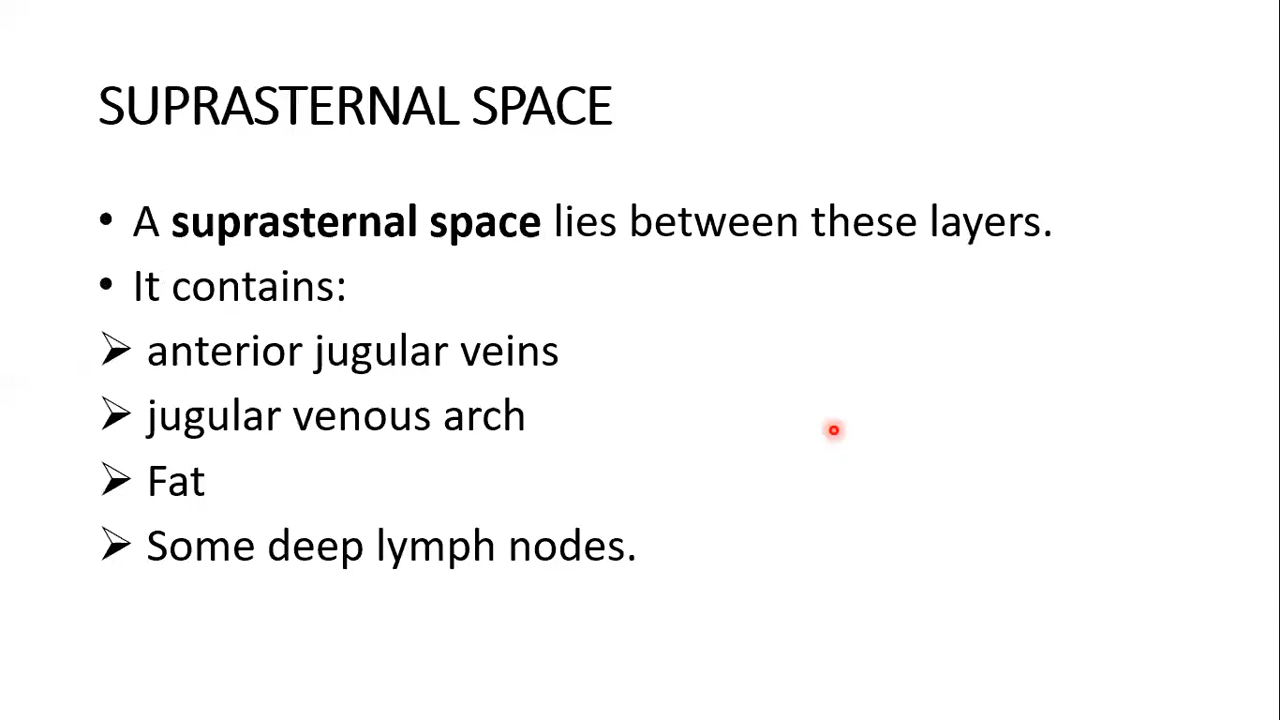 SUPRASTERNAL SPACE
• A suprasternal space lies between these layers.
• It contains:
➢ anterior jugular veins
➢ jugular venous arch
➢ Fat
➢ Some deep lymph nodes.